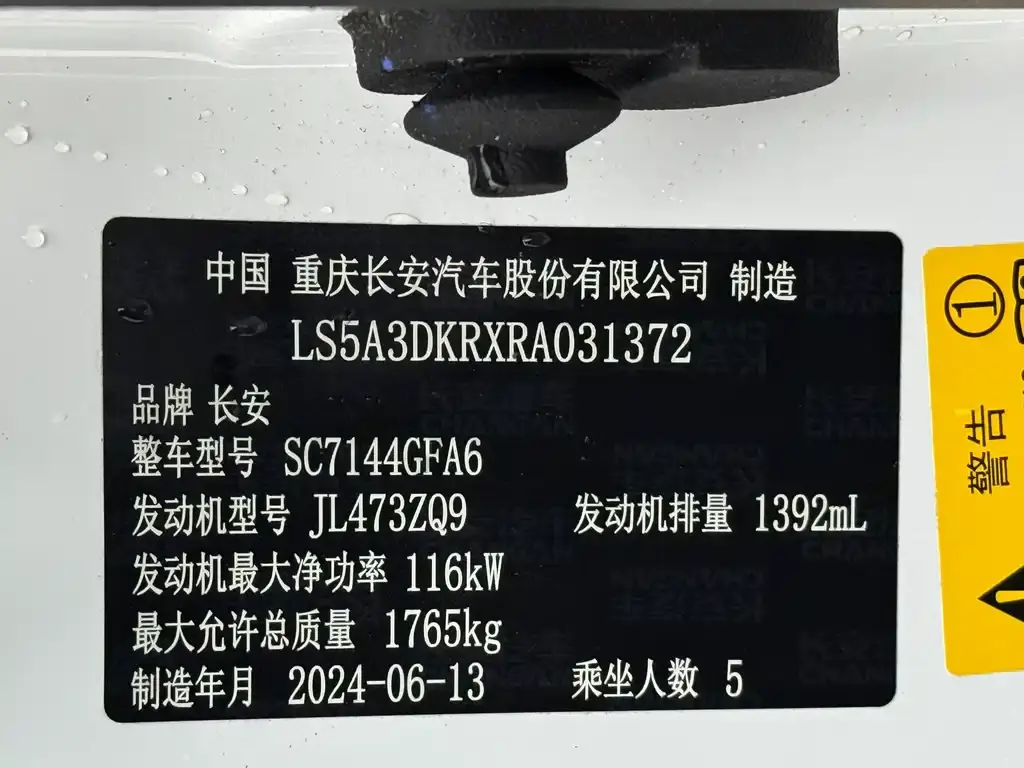 中国 重庆长安汽车股份有限公司 制造
LS5A3DKRXRA031372
品牌 长安
整车型号 SC7144GFA6
发动机型号 JL473ZQ9 发动机排量 1392mL
发动机最大净功率 116kW
最大允许总质量 1765kg
制造年月 2024-06-13 乘坐人数 5
①
警告